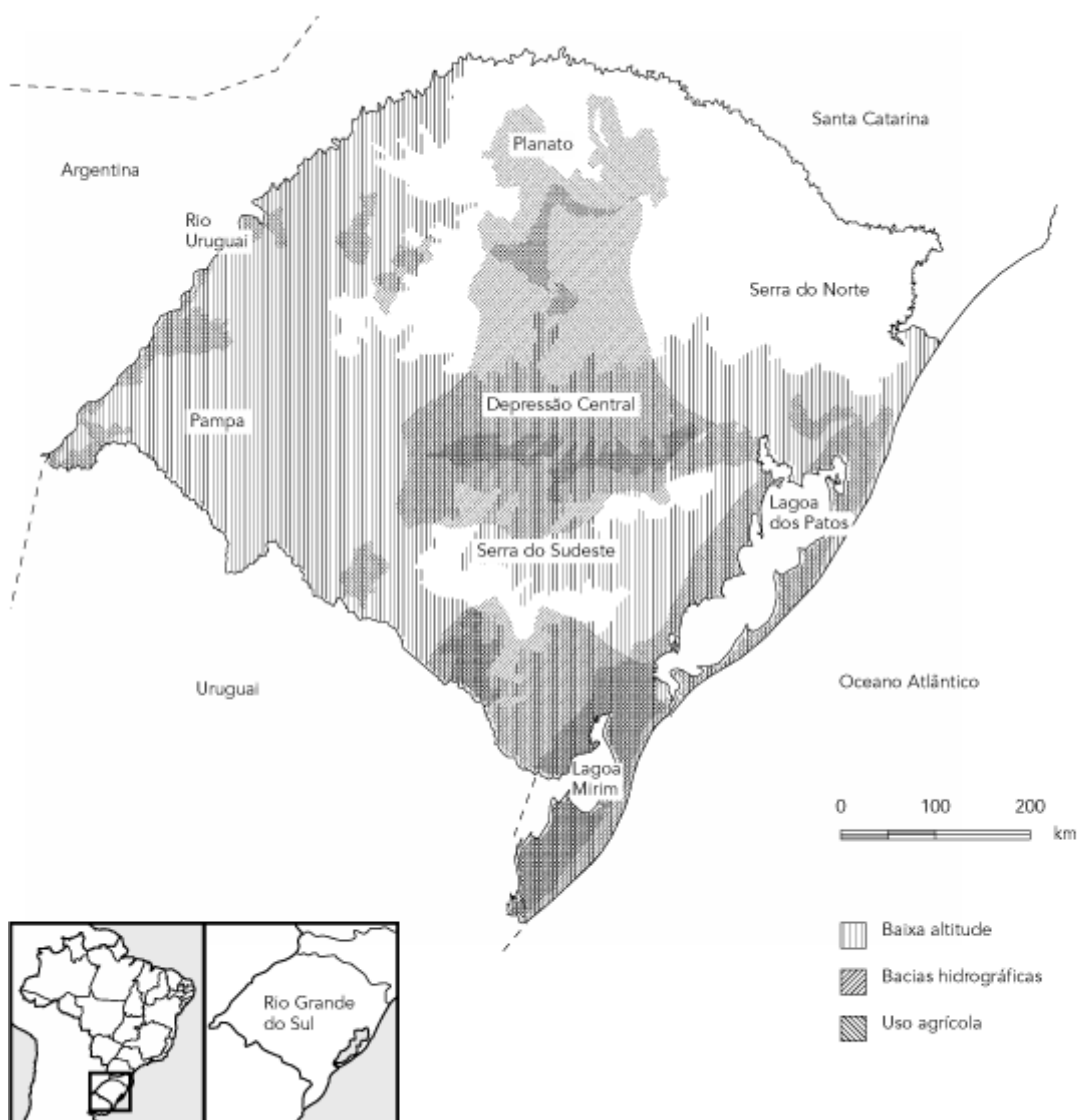 Santa Catarina
Planato
Argentina
Rio
Uruguai
Serra do Norte
Depressão Central
Pampa
Lagoa
dos Patos
Serra do Sudeste
Uruguai
Oceano Atlântico
Lagoa
Mirim
0 100 200
km
Baixa altitude
Bacias hidrográficas
Uso agrícola
Rio Grande
do Sul